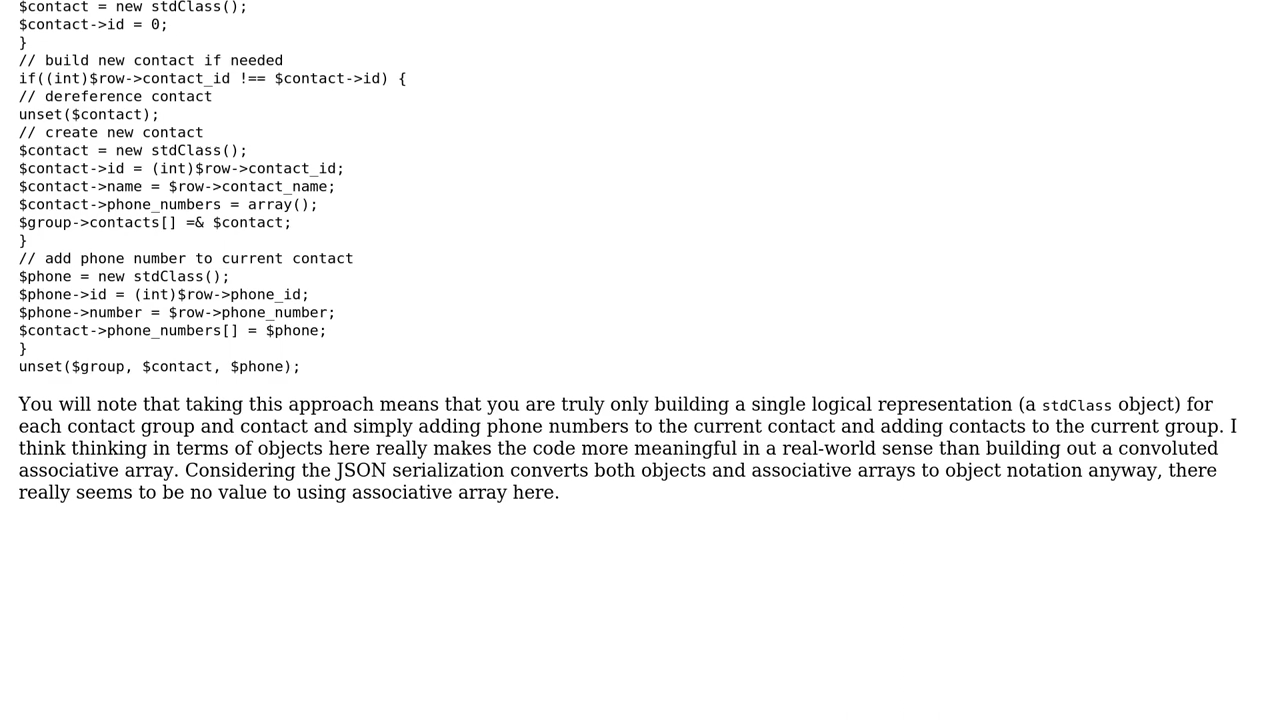 $contact = new stdClass();
$contact->id = 0;
}
// build new contact if needed
if((int)$row->contact_id !== $contact->id) {
// dereference contact
unset($contact);
// create new contact
$contact = new stdClass();
$contact->id = (int)$row->contact_id;
$contact->name = $row->contact_name;
$contact->phone_numbers = array();
$group->contacts[] =& $contact;
}
// add phone number to current contact
$phone = new stdClass();
$phone->id = (int)$row->phone_id;
$phone->number = $row->phone_number;
$contact->phone_numbers[] = $phone;
}
unset($group, $contact, $phone);
You will note that taking this approach means that you are truly only building a single logical representation (a stdClass object) for
each contact group and contact and simply adding phone numbers to the current contact and adding contacts to the current group. I
think thinking in terms of objects here really makes the code more meaningful in a real-world sense than building out a convoluted
associative array. Considering the JSON serialization converts both objects and associative arrays to object notation anyway, there
really seems to be no value to using associative array here.